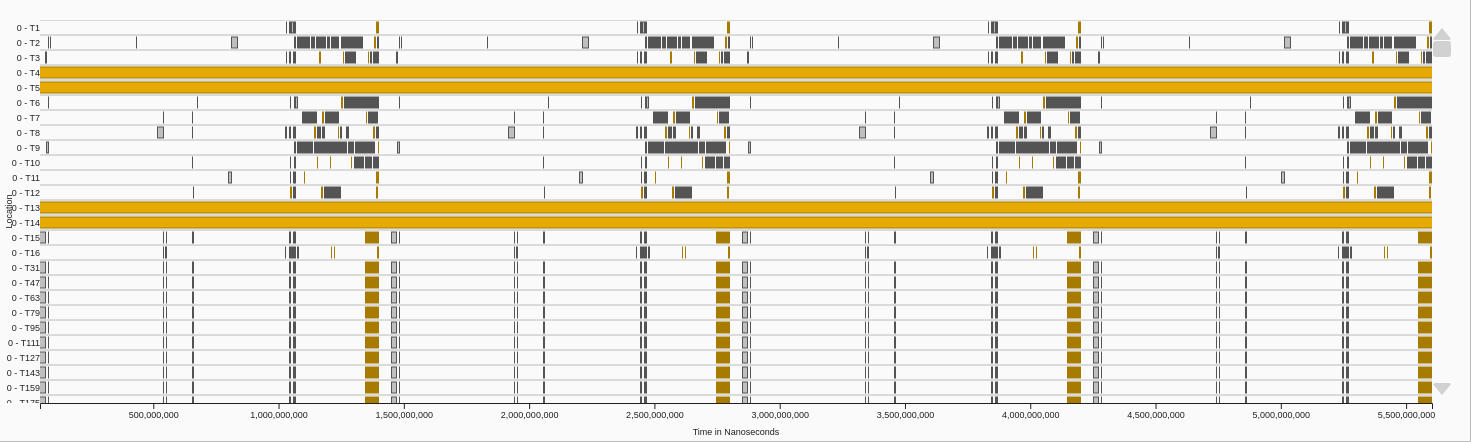 0 - T1
0 - T2
0 - T3
0 - T4
0 - T5
0 - T6
0 - T7
0 - T8
0 - T9
0 - T10
0 - T11
0 - T12
Location
0 - T13
0 - T14
0 - T15
0 - T16
0 - T31
0 - T47
0 - T63
0 - T79
0 - T95
0 - T111
0 - T127
0 - T143
0 - T159
0 - T175
500,000,000 1,000,000,000 1,500,000,000 2,000,000,000 2,500,000,000 3,000,000,000 3,500,000,000 4,000,000,000 4,500,000,000 5,000,000,000 5,500,000,000
Time in Nanoseconds